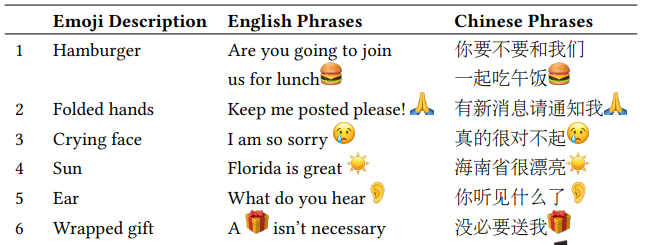 Emoji Description English Phrases Chinese Phrases
1 Hamburger Are you going to join 你要不要和我们
us for lunch🍔 一起吃午饭🍔
2 Folded hands Keep me posted please! 🙏 有新消息请通知我🙏
3 Crying face I am so sorry 😢 真的很对不起😢
4 Sun Florida is great ☀️ 海南省很漂亮☀️
5 Ear What do you hear👂 你听见什么了👂
6 Wrapped gift A 🎁 isn’t necessary 没必要送我🎁